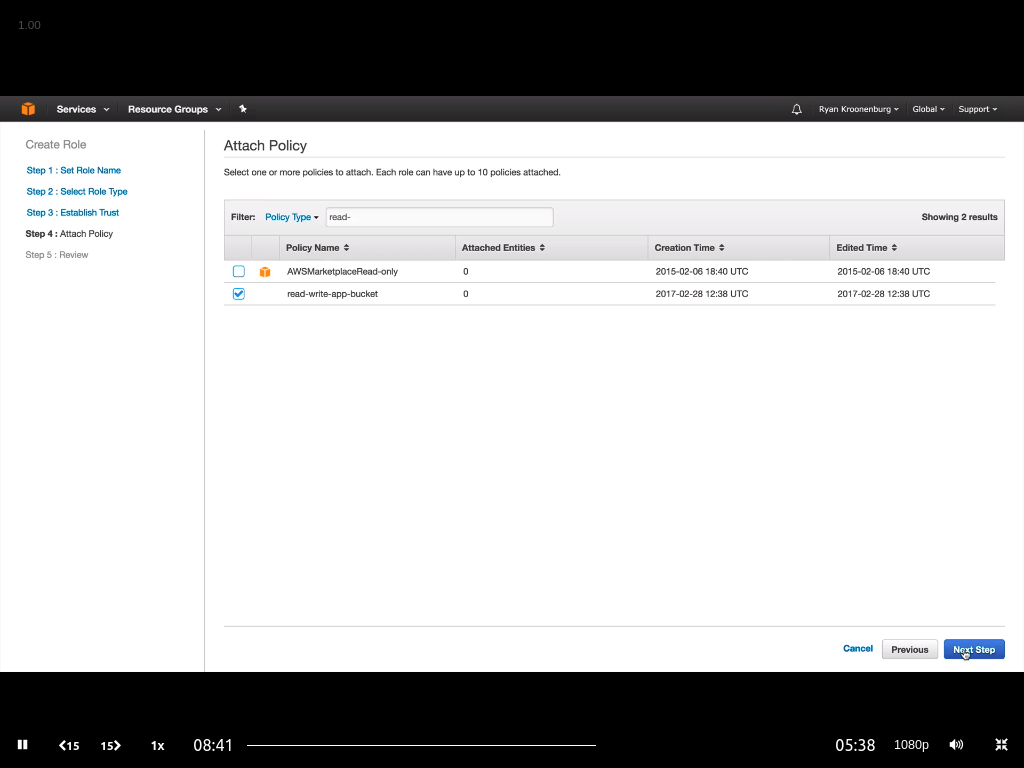 1.00
Services Resource Groups Ryan Kroonenburg Global Support
Create Role
Step 1 : Set Role Name
Step 2 : Select Role Type
Step 3 : Establish Trust
Step 4 : Attach Policy
Step 5 : Review
Attach Policy
Select one or more policies to attach. Each role can have up to 10 policies attached.
Filter: Policy Type read- Showing 2 results
Policy Name Attached Entities Creation Time Edited Time
AWSMarketplaceRead-only 0 2015-02-06 18:40 UTC 2015-02-06 18:40 UTC
read-write-app-bucket 0 2017-02-28 12:38 UTC 2017-02-28 12:38 UTC
Cancel Previous Next Step
15 15 1x 08:41 05:38 1080p